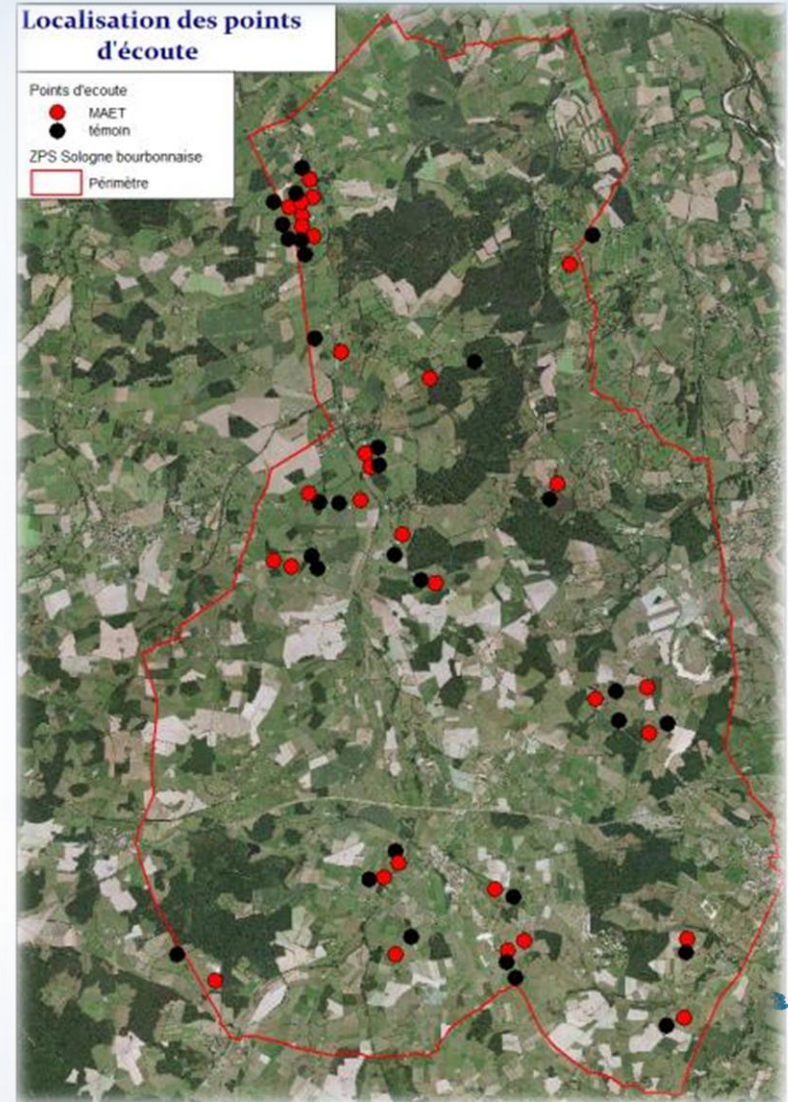 Localisation des points
d'écoute
Points d'ecoute
MAET
témoin
ZPS Sologne bourbonnaise
Périmètre